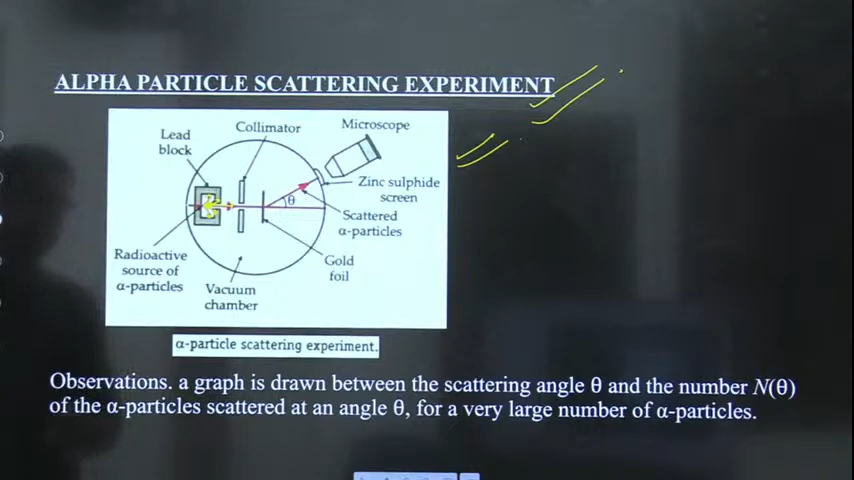 ALPHA PARTICLE SCATTERING EXPERIMENT
Lead
block
Collimator
Microscope
Zinc sulphide
screen
θ
Scattered
α-particles
Radioactive
source of
α-particles
Gold
foil
Vacuum
chamber
α-particle scattering experiment.
Observations. a graph is drawn between the scattering angle θ and the number N(θ)
of the α-particles scattered at an angle θ, for a very large number of α-particles.